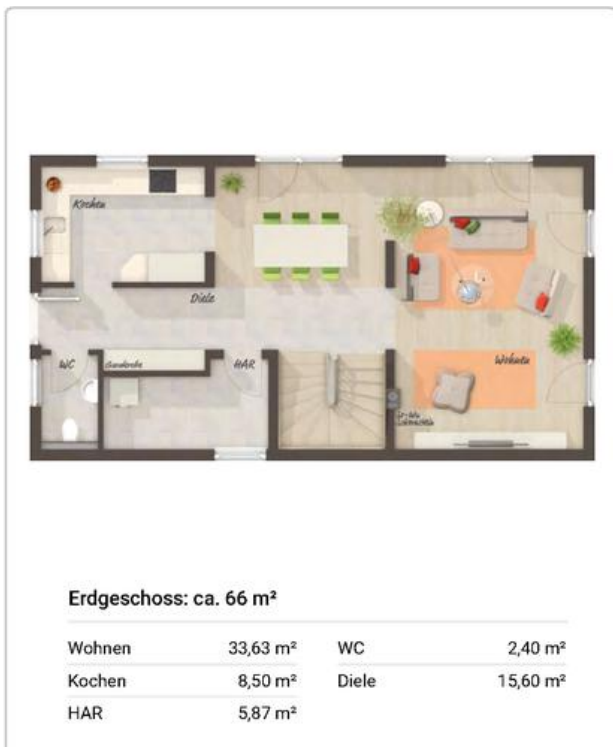 Kochen
Diele
WC
Garderobe
HAR
Wohnen
Erdgeschoss: ca. 66 m²
Wohnen 33,63 m² WC 2,40 m²
Kochen 8,50 m² Diele 15,60 m²
HAR 5,87 m²